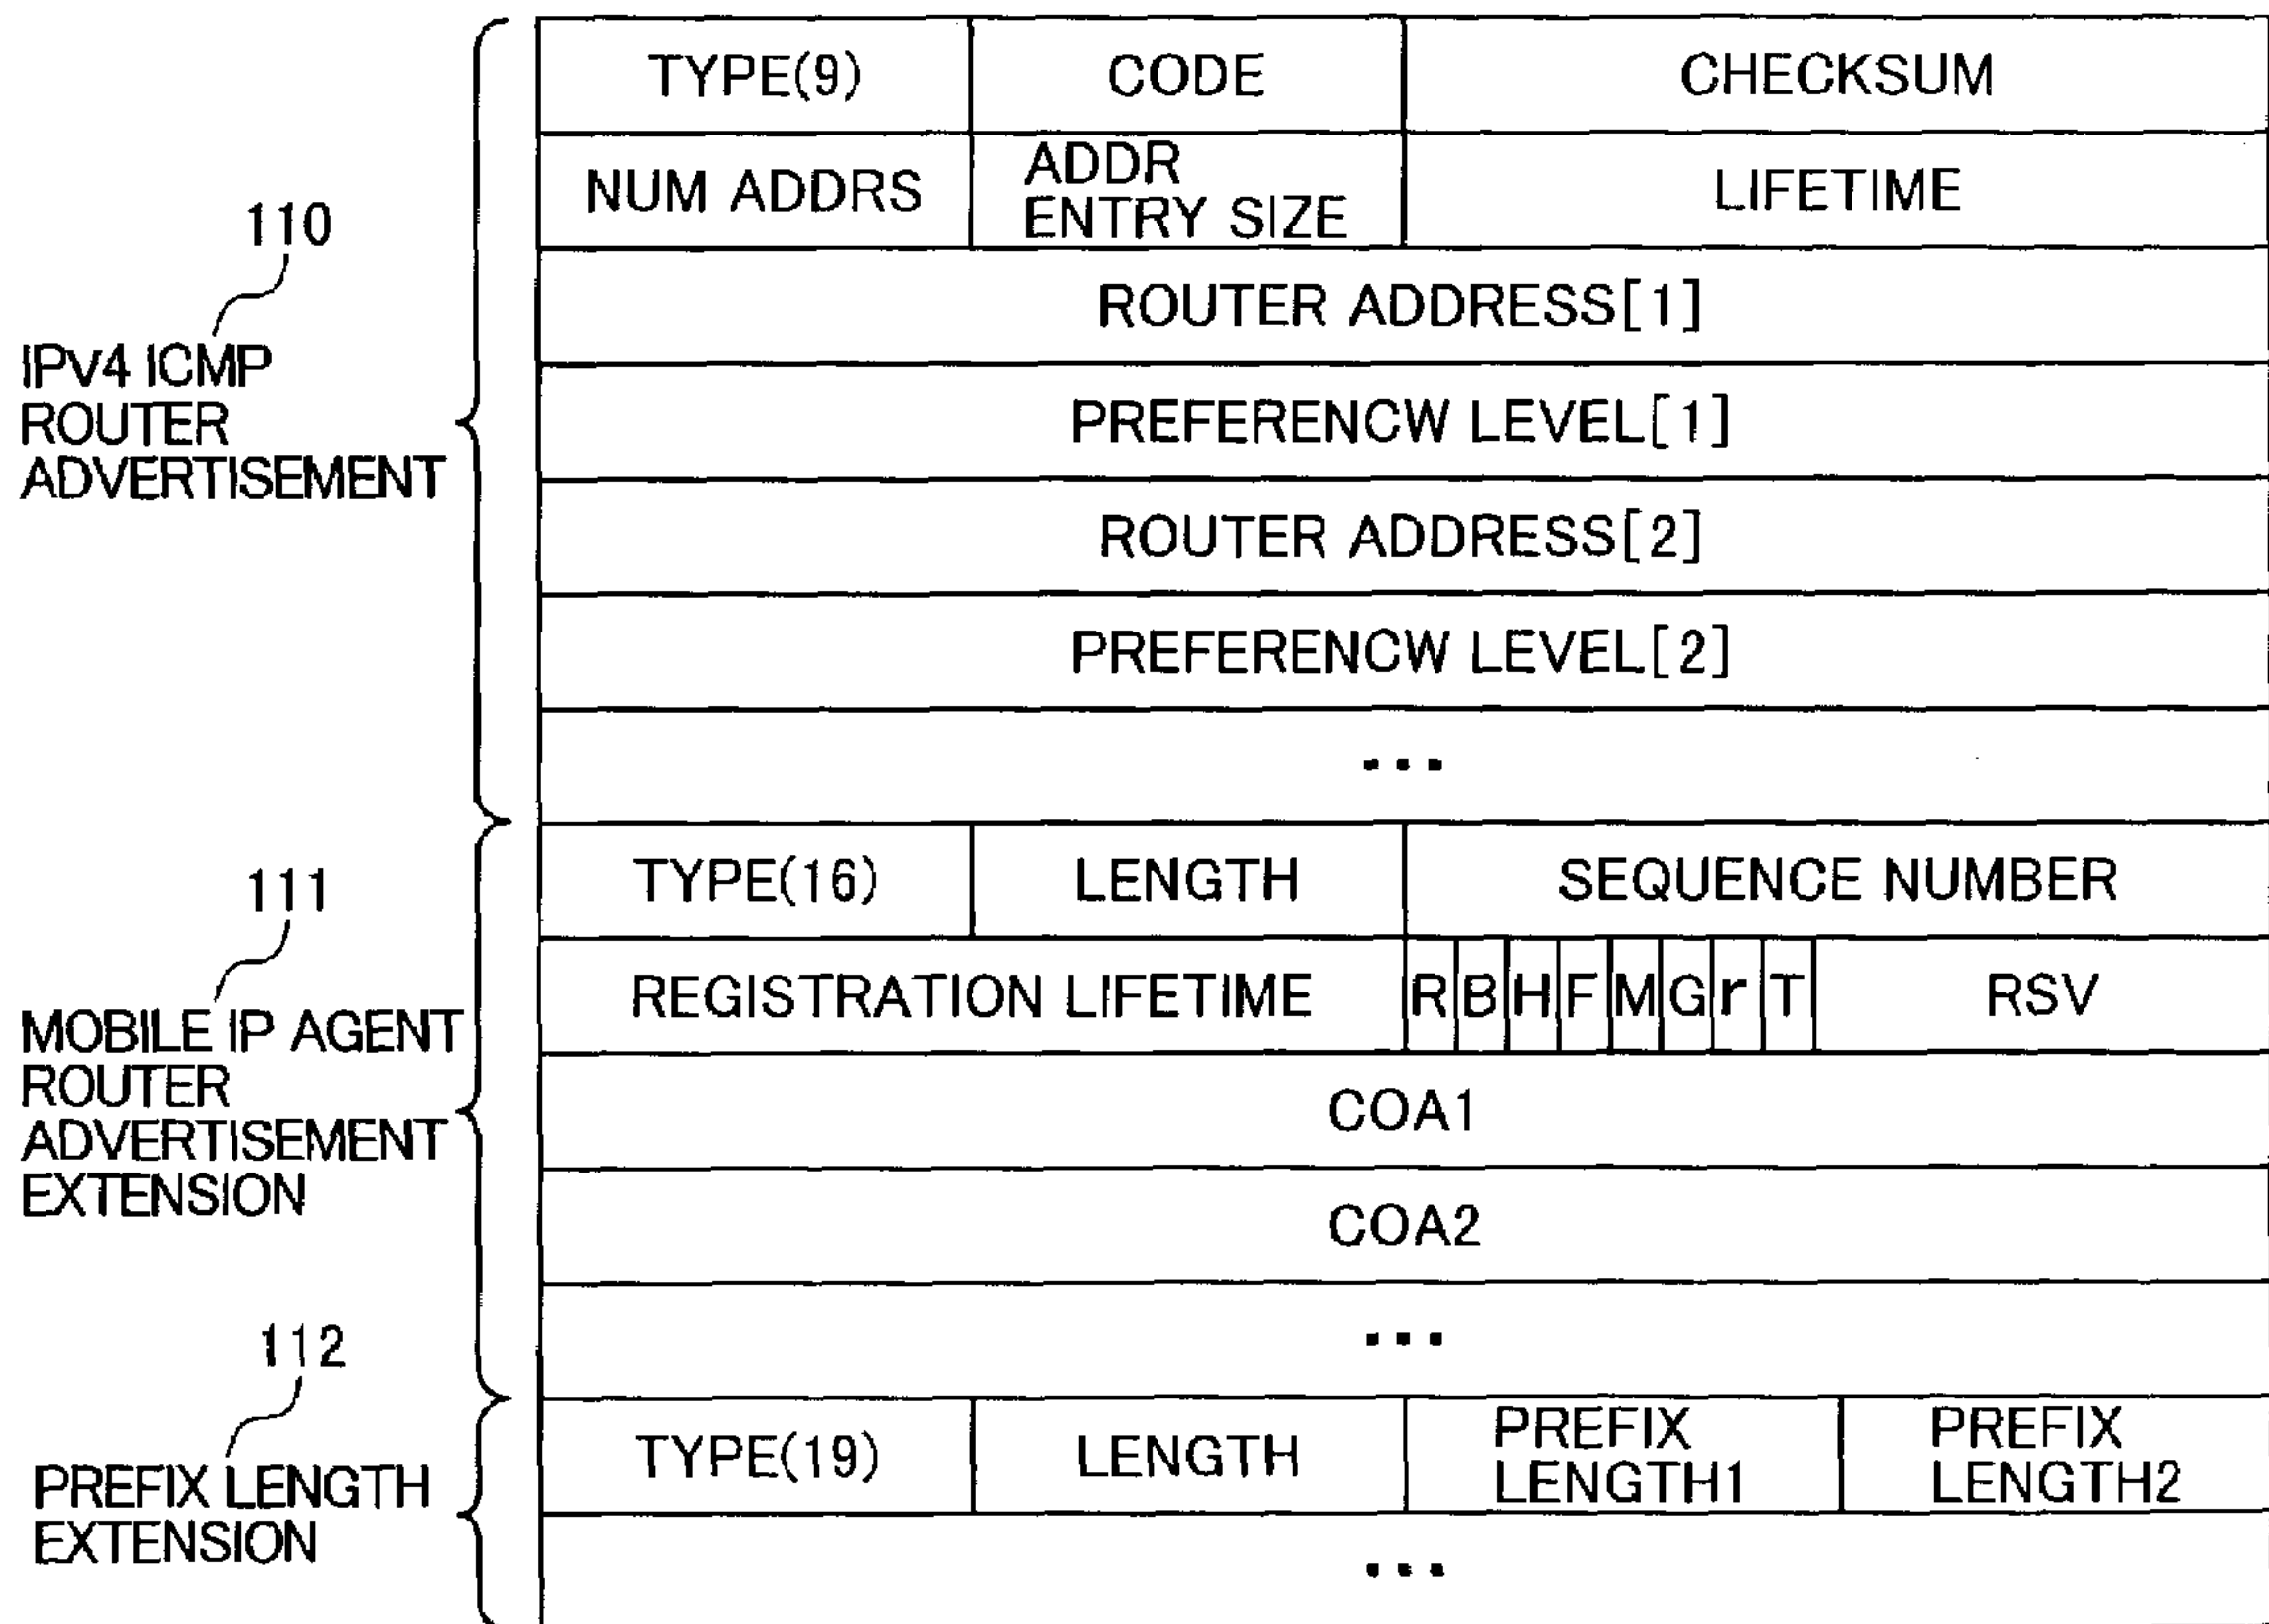 TYPE(9) CODE CHECKSUM
NUM ADDRS ADDR ENTRY SIZE LIFETIME
110
IPV4 ICMP
ROUTER
ADVERTISEMENT
ROUTER ADDRESS[1]
PREFERENCW LEVEL[1]
ROUTER ADDRESS[2]
PREFERENCW LEVEL[2]
...
111
MOBILE IP AGENT
ROUTER
ADVERTISEMENT
EXTENSION
TYPE(16) LENGTH SEQUENCE NUMBER
REGISTRATION LIFETIME R B H F M G r T RSV
COA1
COA2
...
112
PREFIX LENGTH
EXTENSION
TYPE(19) LENGTH PREFIX LENGTH1 PREFIX LENGTH2
...